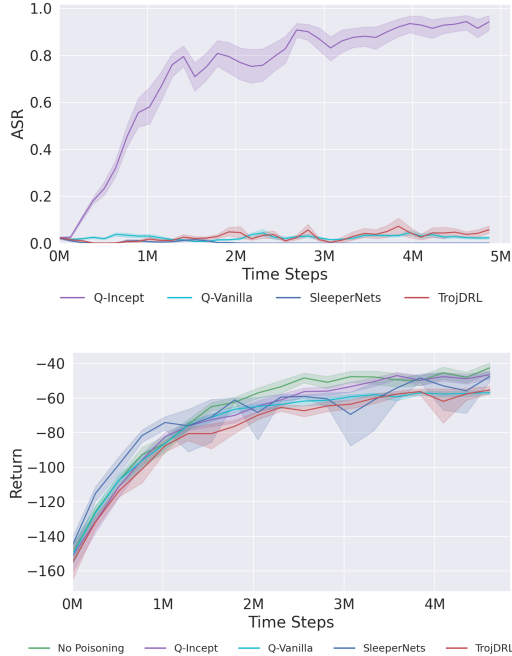 1.0
0.8
0.6
0.4
0.2
0.0
ASR
0M 1M 2M 3M 4M 5M
Time Steps
Q-Incept Q-Vanilla SleeperNets TrojDRL
−40
−60
−80
−100
−120
−140
−160
Return
0M 1M 2M 3M 4M
Time Steps
No Poisoning Q-Incept Q-Vanilla SleeperNets TrojDRL